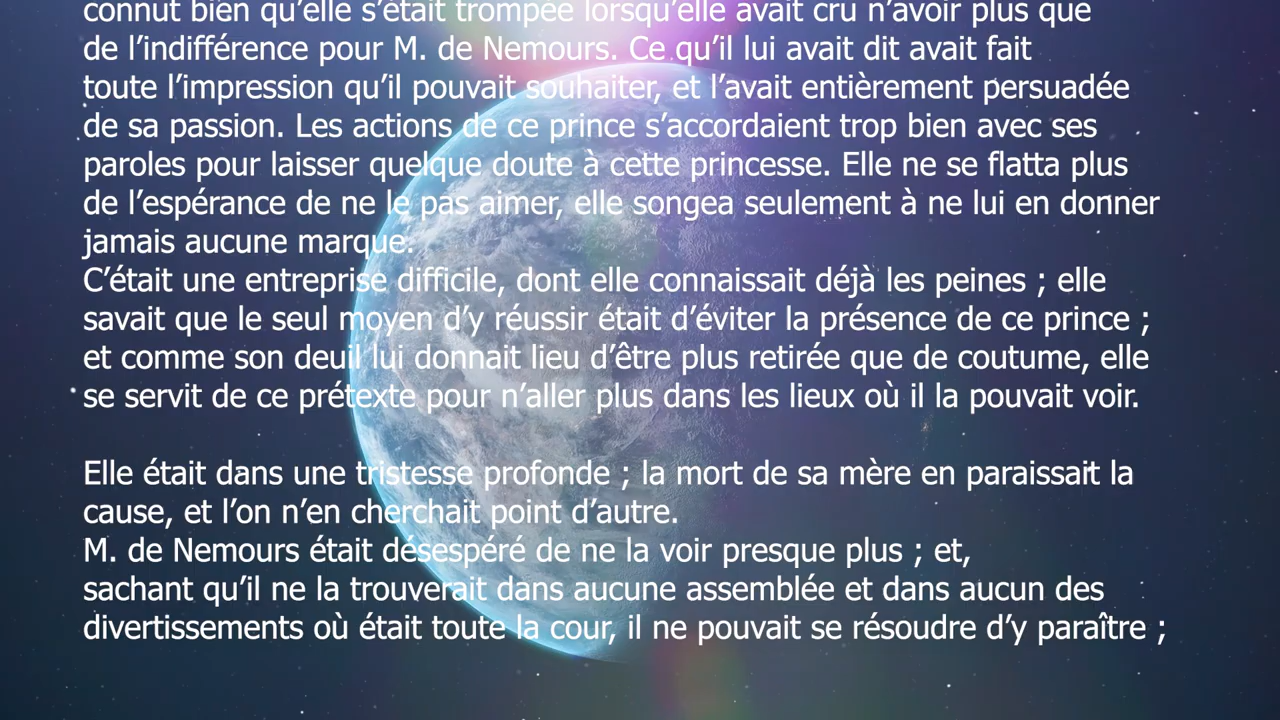 connut bien qu’elle s’était trompée lorsqu’elle avait cru n’avoir plus que
de l’indifférence pour M. de Nemours. Ce qu’il lui avait dit avait fait
toute l’impression qu’il pouvait souhaiter, et l’avait entièrement persuadée
de sa passion. Les actions de ce prince s’accordaient trop bien avec ses
paroles pour laisser quelque doute à cette princesse. Elle ne se flatta plus
de l’espérance de ne le pas aimer, elle songea seulement à ne lui en donner
jamais aucune marque.
C’était une entreprise difficile, dont elle connaissait déjà les peines ; elle
savait que le seul moyen d’y réussir était d’éviter la présence de ce prince ;
et comme son deuil lui donnait lieu d’être plus retirée que de coutume, elle
se servit de ce prétexte pour n’aller plus dans les lieux où il la pouvait voir.
Elle était dans une tristesse profonde ; la mort de sa mère en paraissait la
cause, et l’on n’en cherchait point d’autre.
M. de Nemours était désespéré de ne la voir presque plus ; et,
sachant qu’il ne la trouverait dans aucune assemblée et dans aucun des
divertissements où était toute la cour, il ne pouvait se résoudre d’y paraître ;